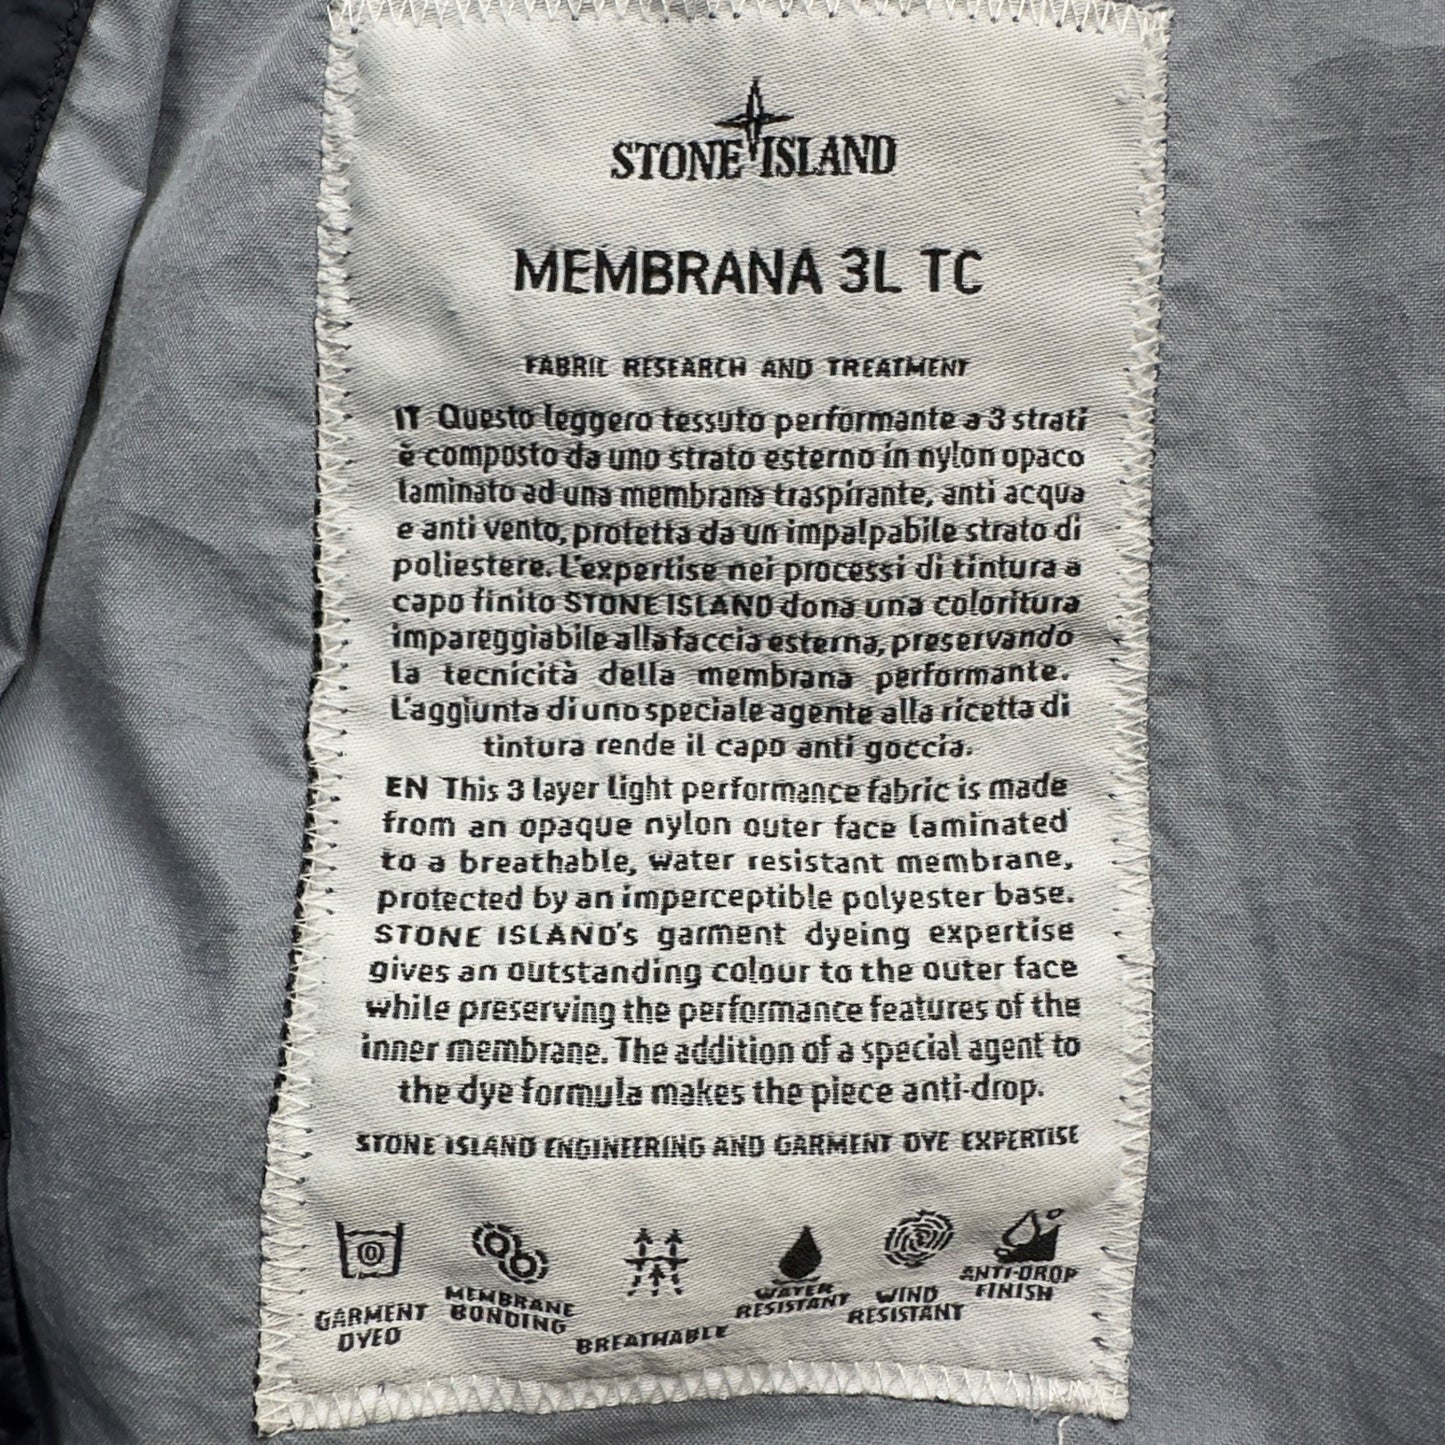 STONE ISLAND
MEMBRANA 3L TC
FABRIC RESEARCH AND TREATMENT
IT Questo leggero tessuto performante a 3 strati
è composto da uno strato esterno in nylon opaco
laminato ad una membrana traspirante, anti acqua
e anti vento, protetta da un impalpabile strato di
poliestere. L'expertise nei processi di tintura a
capo finito STONE ISLAND dona una coloritura
impareggiabile alla faccia esterna, preservando
la tecnicità della membrana performante.
L'aggiunta di uno speciale agente alla ricetta di
tintura rende il capo anti goccia.
EN This 3 layer light performance fabric is made
from an opaque nylon outer face laminated
to a breathable, water resistant membrane,
protected by an imperceptible polyester base.
STONE ISLAND's garment dyeing expertise
gives an outstanding colour to the outer face
while preserving the performance features of the
inner membrane. The addition of a special agent to
the dye formula makes the piece anti-drop.
STONE ISLAND ENGINEERING AND GARMENT DYE EXPERTISE
GARMENT
DYED
MEMBRANE
BONDING
BREATHABLE
WATER
RESISTANT
WIND
RESISTANT
ANTI-DROP
FINISH